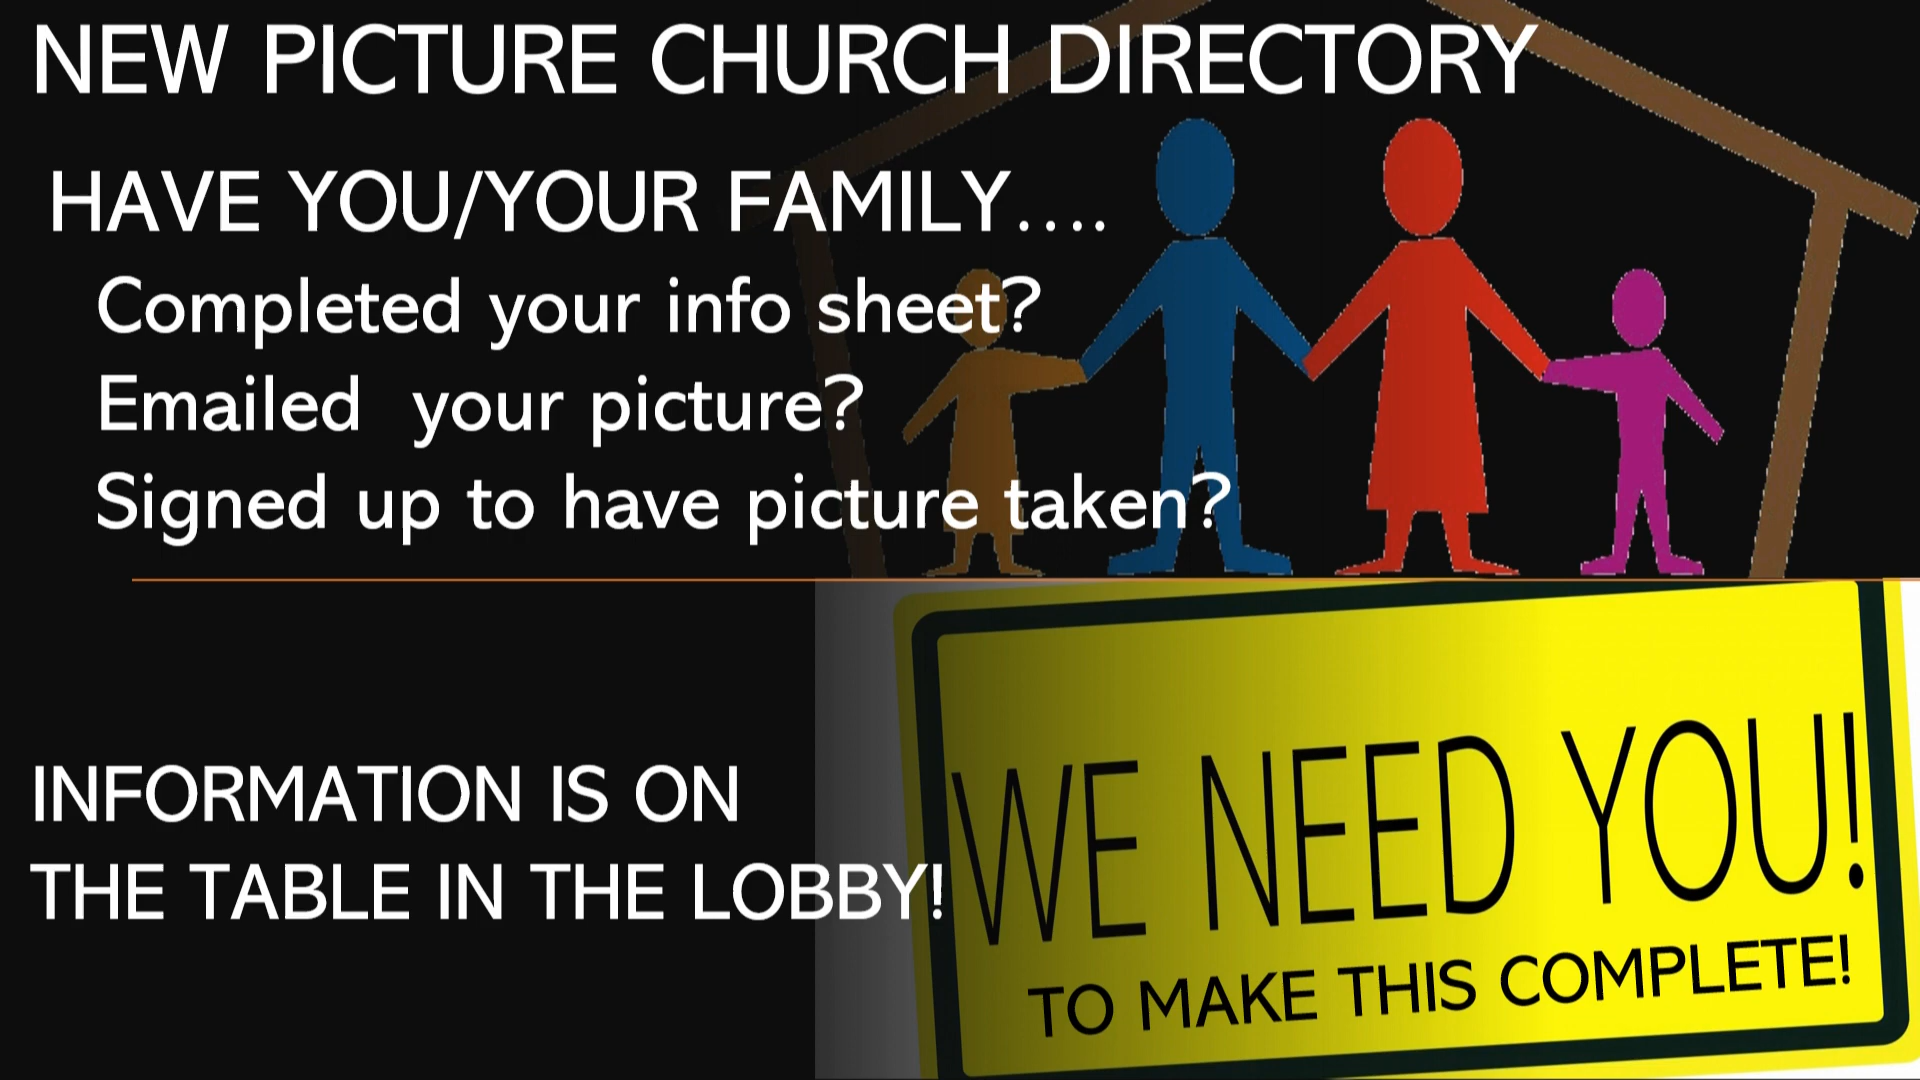 NEW PICTURE CHURCH DIRECTORY
HAVE YOU/YOUR FAMILY....
Completed your info sheet?
Emailed  your picture?
Signed up to have picture taken?
INFORMATION IS ON
THE TABLE IN THE LOBBY!
WE NEED YOU!
TO MAKE THIS COMPLETE!